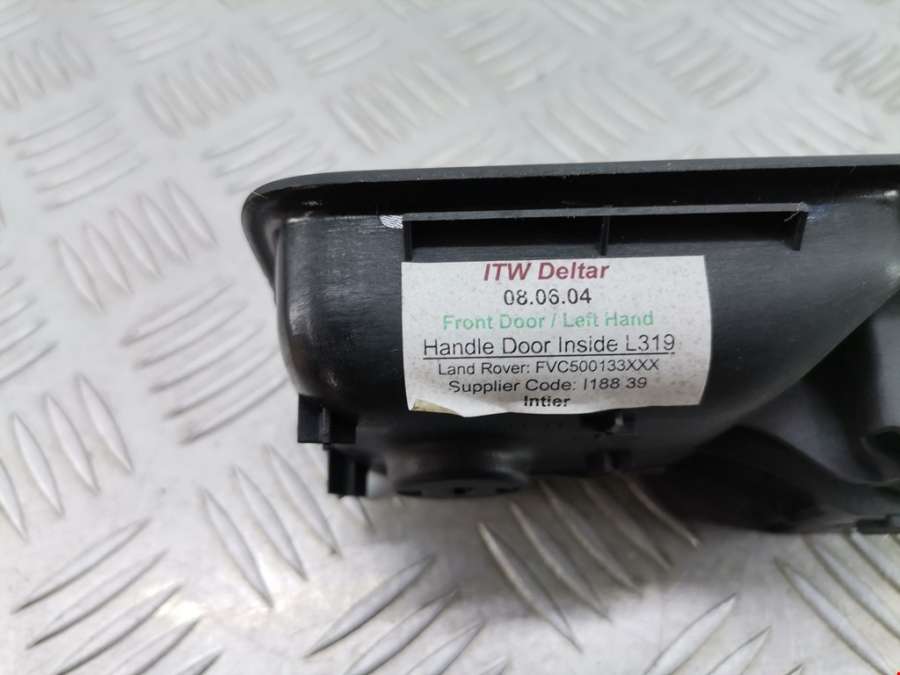 ITW Deltar
08.06.04
Front Door / Left Hand
Handle Door Inside L319
Land Rover: FVC500133XXX
Supplier Code: I188 39
Intier